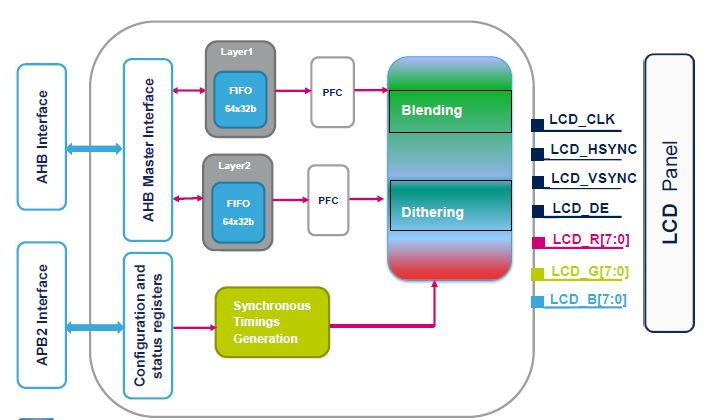 AHB Interface
AHB Master Interface
Layer1
FIFO
64x32b
PFC
Layer2
FIFO
64x32b
PFC
Blending
Dithering
APB2 Interface
Configuration and
status registers
Synchronous
Timings
Generation
LCD_CLK
LCD_HSYNC
LCD_VSYNC
LCD_DE
LCD_R[7:0]
LCD_G[7:0]
LCD_B[7:0]
LCD Panel